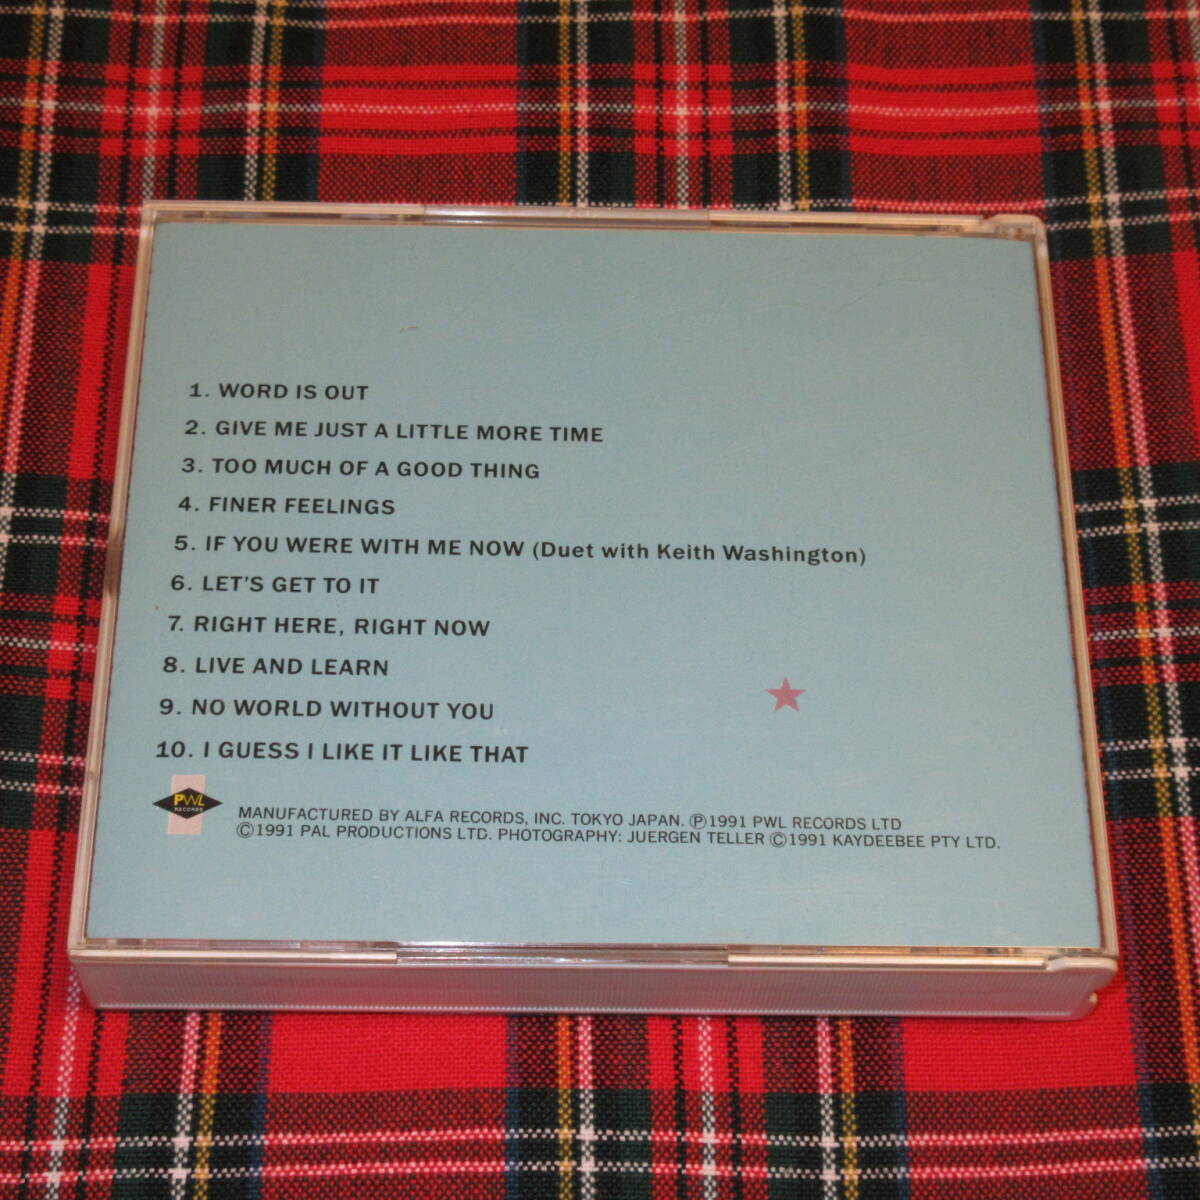 1. WORD IS OUT
2. GIVE ME JUST A LITTLE MORE TIME
3. TOO MUCH OF A GOOD THING
4. FINER FEELINGS
5. IF YOU WERE WITH ME NOW (Duet with Keith Washington)
6. LET'S GET TO IT
7. RIGHT HERE, RIGHT NOW
8. LIVE AND LEARN
9. NO WORLD WITHOUT YOU
10. I GUESS I LIKE IT LIKE THAT
PWL
RECORDS
MANUFACTURED BY ALFA RECORDS, INC. TOKYO JAPAN. ℗1991 PWL RECORDS LTD
©1991 PAL PRODUCTIONS LTD. PHOTOGRAPHY: JUERGEN TELLER ©1991 KAYDEEBEE PTY LTD.